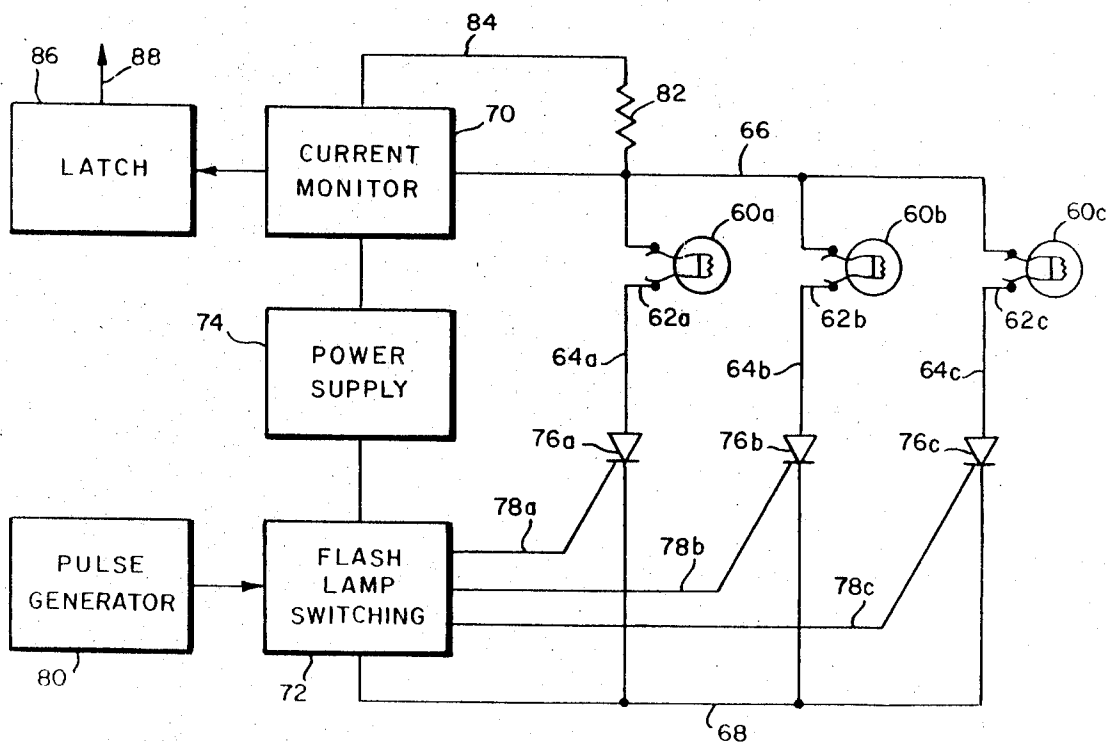 84
86
88
82
70
LATCH
CURRENT
MONITOR
66
60a
60b
60c
62a
62b
62c
74
POWER
SUPPLY
64a
64b
64c
76a
76b
76c
78a
78b
78c
PULSE
GENERATOR
FLASH
LAMP
SWITCHING
80
72
68